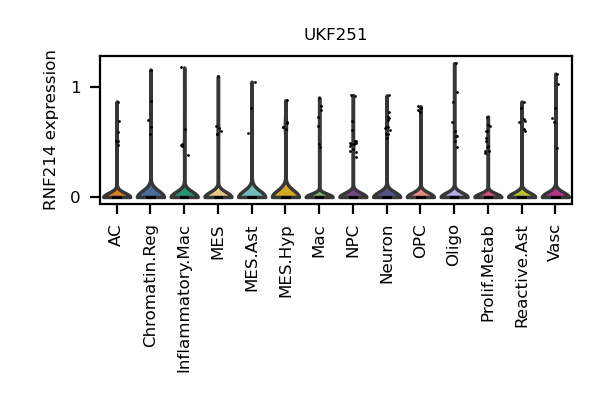 UKF251
RNF214 expression
1
0
AC
Chromatin.Reg
Inflammatory.Mac
MES
MES.Ast
MES.Hyp
Mac
NPC
Neuron
OPC
Oligo
Prolif.Metab
Reactive.Ast
Vasc